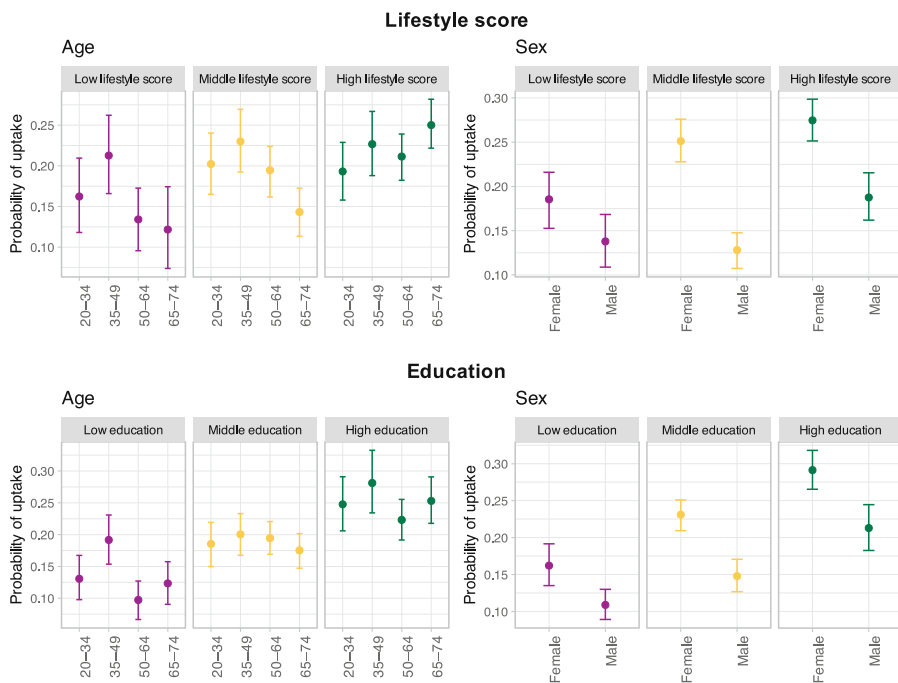 Lifestyle score
Age
Low lifestyle score Middle lifestyle score High lifestyle score
Probability of uptake
0.25
0.20
0.15
0.10
20–34 35–49 50–64 65–74 20–34 35–49 50–64 65–74 20–34 35–49 50–64 65–74
Sex
Low lifestyle score Middle lifestyle score High lifestyle score
Probability of uptake
0.30
0.25
0.20
0.15
0.10
Female Male Female Male Female Male
Education
Age
Low education Middle education High education
Probability of uptake
0.30
0.25
0.20
0.15
0.10
20–34 35–49 50–64 65–74 20–34 35–49 50–64 65–74 20–34 35–49 50–64 65–74
Sex
Low education Middle education High education
Probability of uptake
0.30
0.25
0.20
0.15
0.10
Female Male Female Male Female Male